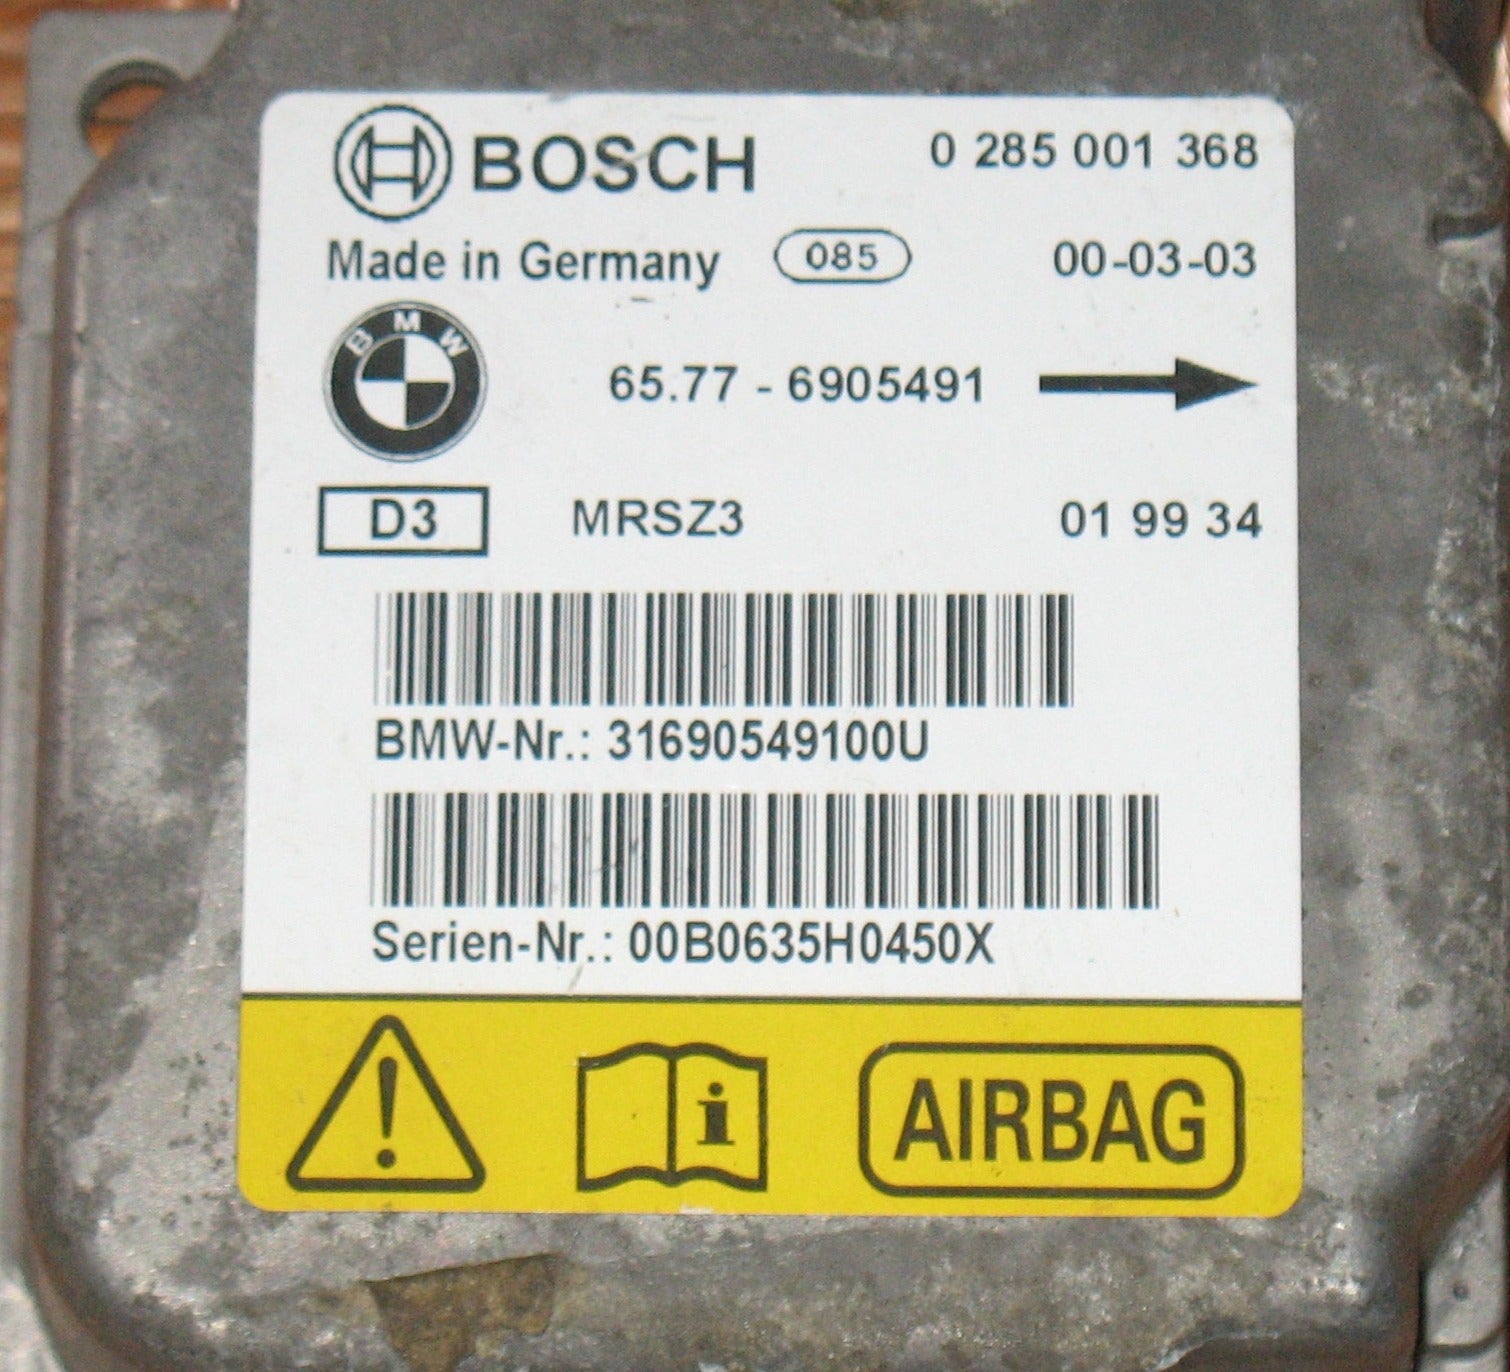 BOSCH 0 285 001 368
Made in Germany 085 00-03-03
BMW 65.77 - 6905491
D3 MRSZ3 01 99 34
BMW-Nr.: 31690549100U
Serien-Nr.: 00B0635H0450X
! i AIRBAG